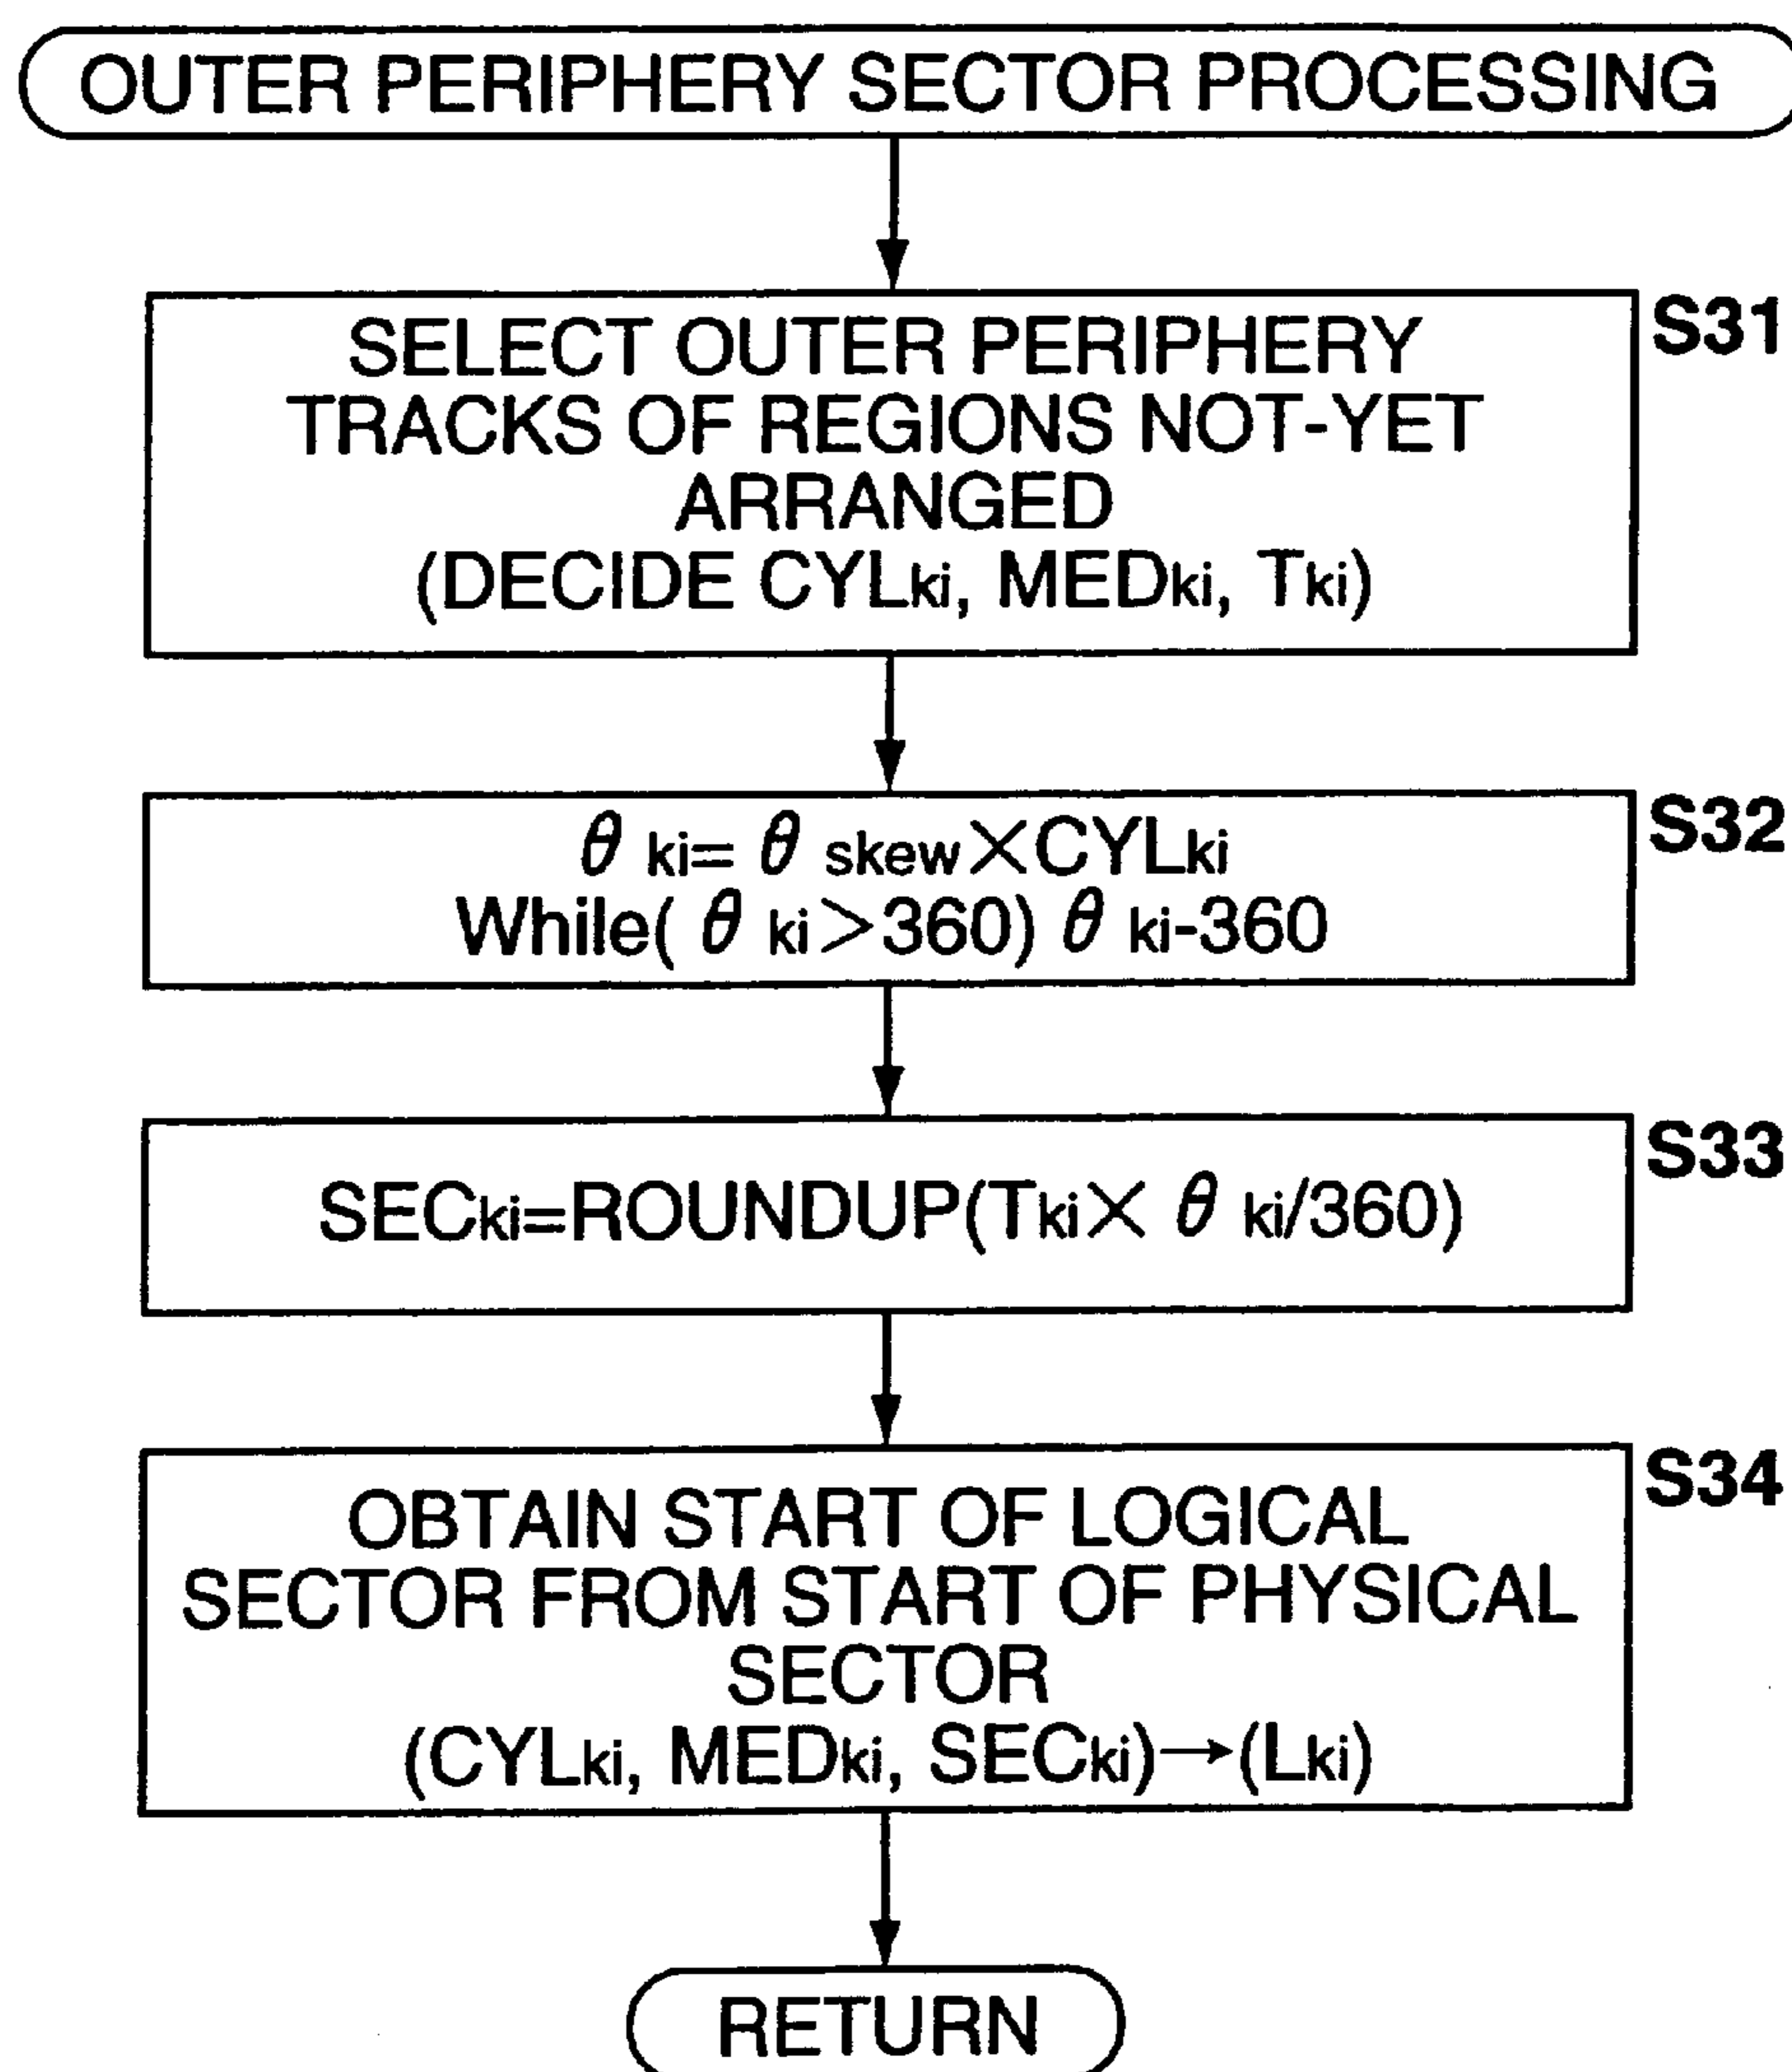 OUTER PERIPHERY SECTOR PROCESSING
SELECT OUTER PERIPHERY
TRACKS OF REGIONS NOT-YET
ARRANGED
(DECIDE CYLki, MEDki, Tki)
S31
θ ki= θ skew×CYLki
While( θ ki>360) θ ki-360
S32
SECki=ROUNDUP(Tki× θ ki/360)
S33
OBTAIN START OF LOGICAL
SECTOR FROM START OF PHYSICAL
SECTOR
(CYLki, MEDki, SECki)→(Lki)
S34
RETURN